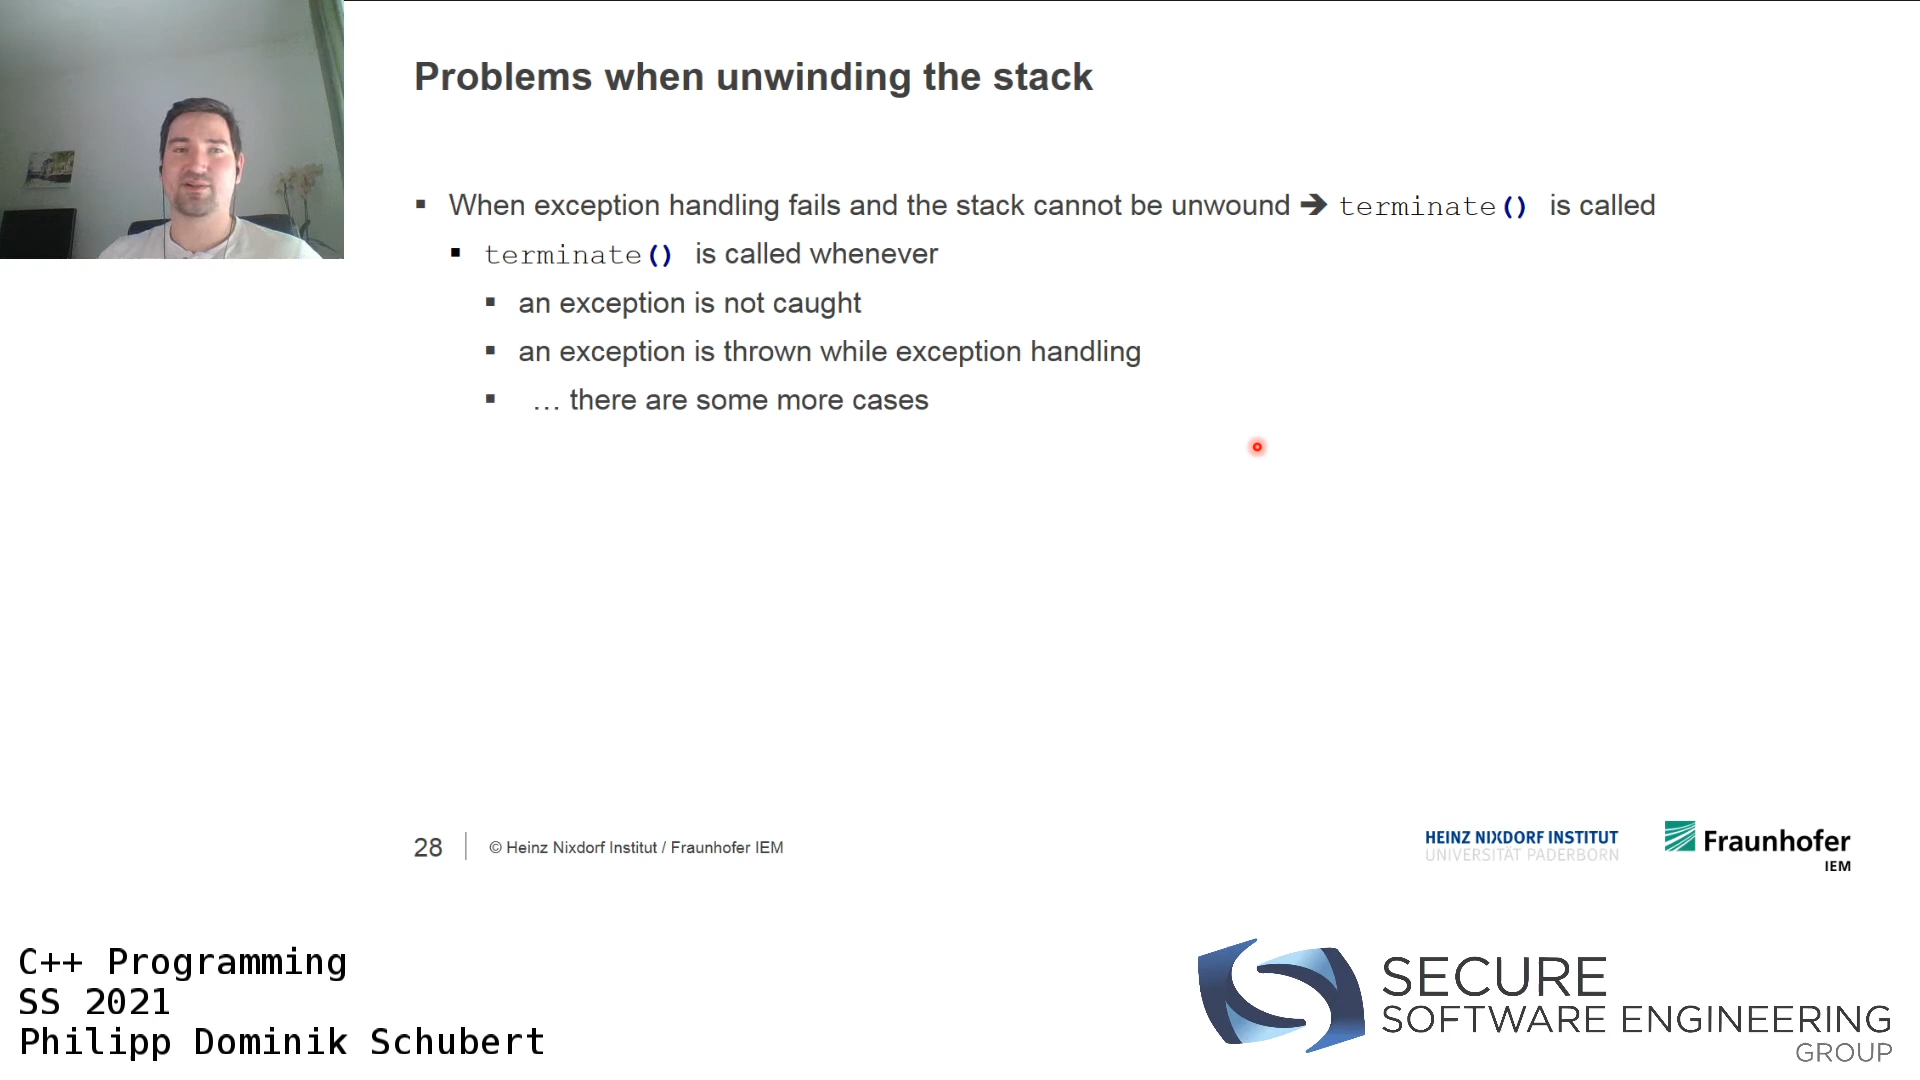 Problems when unwinding the stack
▪ When exception handling fails and the stack cannot be unwound ➔ terminate() is called
▪ terminate() is called whenever
▪ an exception is not caught
▪ an exception is thrown while exception handling
▪ … there are some more cases
28
© Heinz Nixdorf Institut / Fraunhofer IEM
HEINZ NIXDORF INSTITUT
UNIVERSITÄT PADERBORN
Fraunhofer
IEM
C++ Programming
SS 2021
Philipp Dominik Schubert
SECURE
SOFTWARE ENGINEERING
GROUP